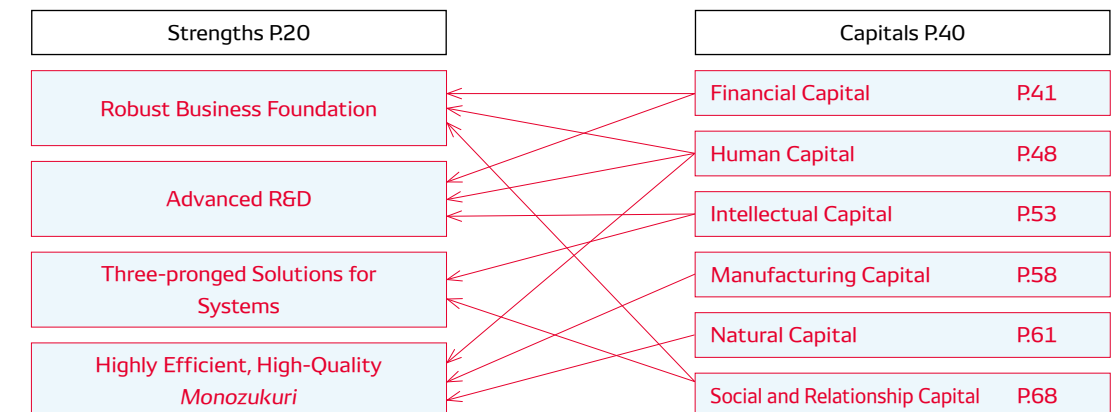 Strengths P.20
Robust Business Foundation
Advanced R&D
Three-pronged Solutions for
Systems
Highly Efficient, High-Quality
Monozukuri
Capitals P.40
Financial Capital P.41
Human Capital P.48
Intellectual Capital P.53
Manufacturing Capital P.58
Natural Capital P.61
Social and Relationship Capital P.68